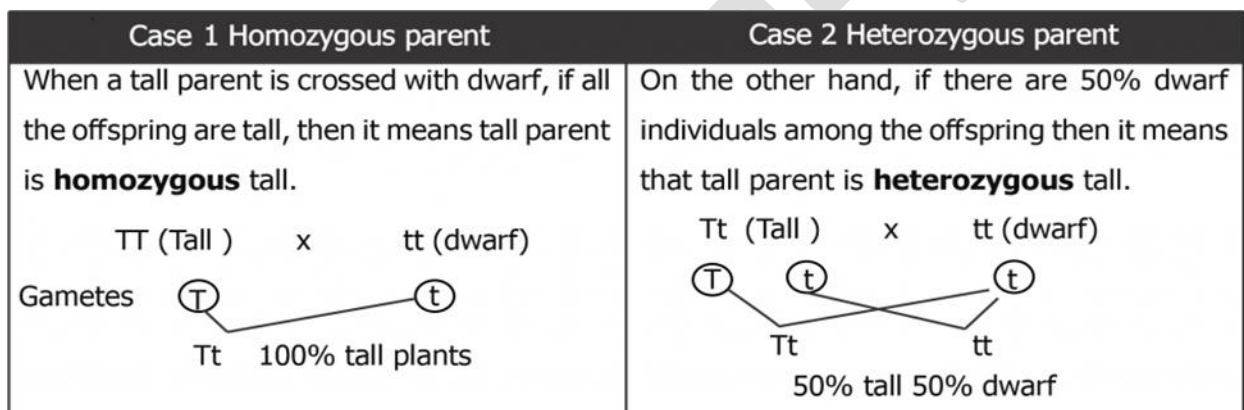 Case 1 Homozygous parent
When a tall parent is crossed with dwarf, if all
the offspring are tall, then it means tall parent
is homozygous tall.
TT (Tall ) x tt (dwarf)
Gametes T t
Tt 100% tall plants
Case 2 Heterozygous parent
On the other hand, if there are 50% dwarf
individuals among the offspring then it means
that tall parent is heterozygous tall.
Tt (Tall ) x tt (dwarf)
T t t
Tt tt
50% tall 50% dwarf